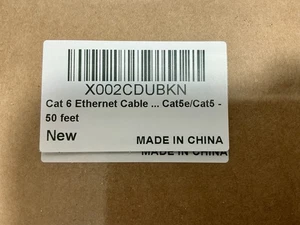 X002CDUBKN
Cat 6 Ethernet Cable ... Cat5e/Cat5 -
50 feet
New
MADE IN CHINA
MADE IN CHINA